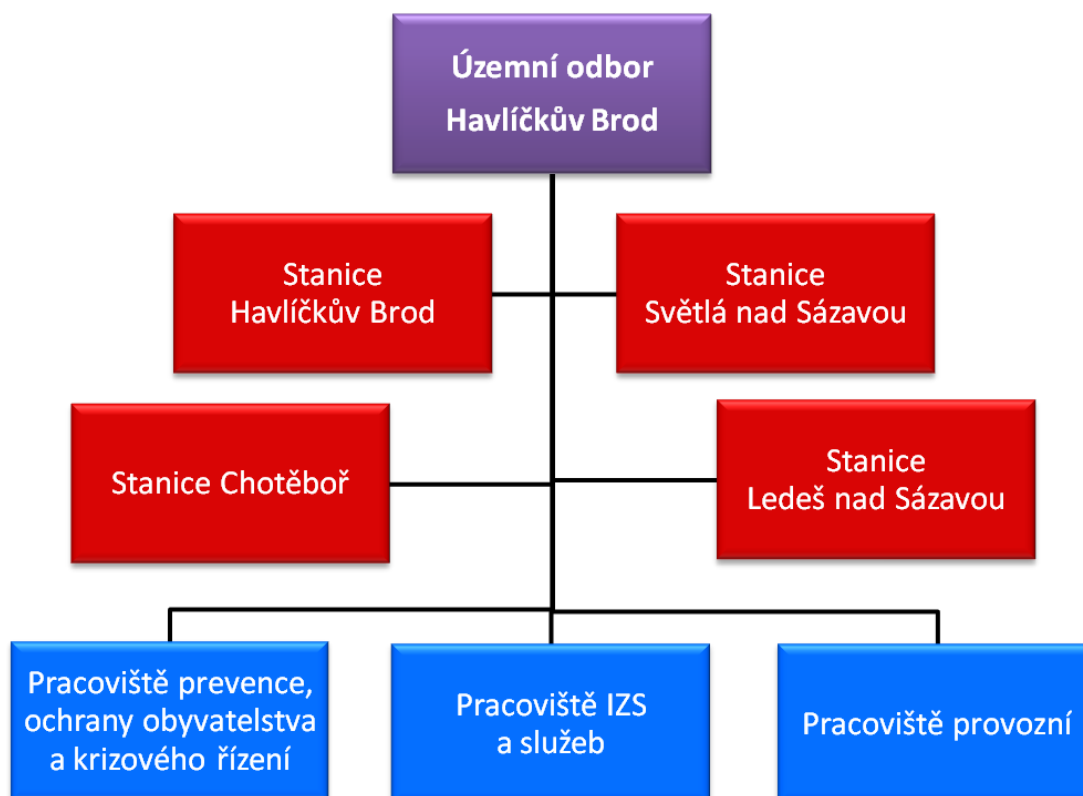 Územní odbor
Havlíčkův Brod
Stanice
Havlíčkův Brod
Stanice
Světlá nad Sázavou
Stanice Chotěboř
Stanice
Ledeš nad Sázavou
Pracoviště prevence,
ochrany obyvatelstva
a krizového řízení
Pracoviště IZS
a služeb
Pracoviště provozní